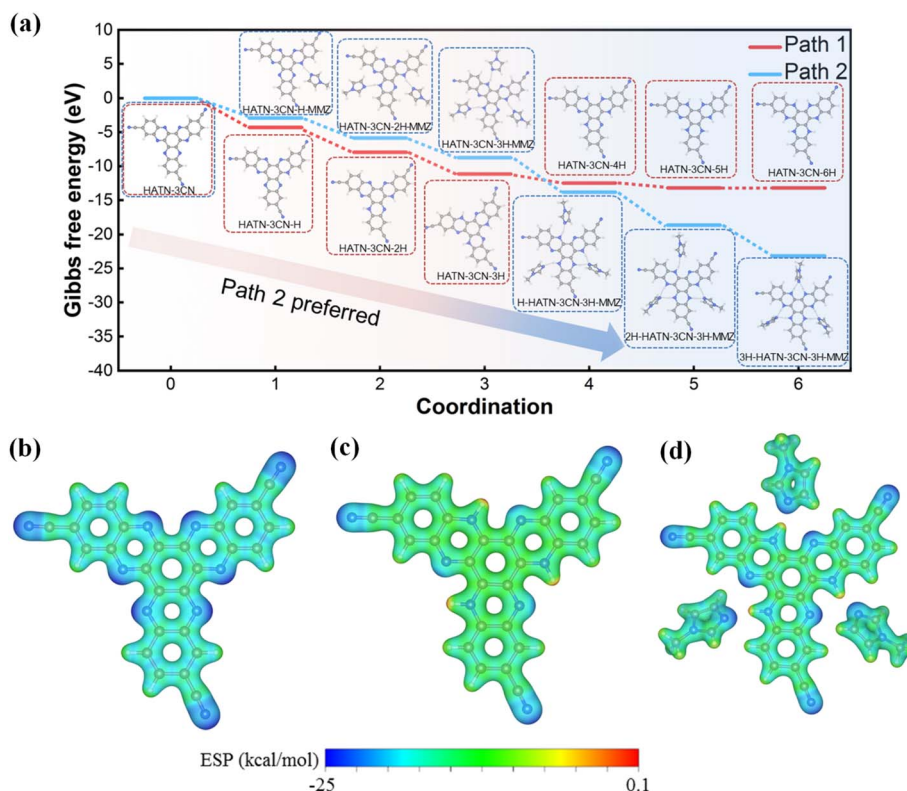 (a)
10
5
0
-5
-10
-15
-20
-25
-30
-35
-40
Gibbs free energy (eV)
Path 1
Path 2
HATN-3CN-H-MMZ
HATN-3CN-2H-MMZ
HATN-3CN-3H-MMZ
HATN-3CN-4H
HATN-3CN-5H
HATN-3CN-6H
HATN-3CN
HATN-3CN-H
HATN-3CN-2H
HATN-3CN-3H
H-HATN-3CN-3H-MMZ
2H-HATN-3CN-3H-MMZ
3H-HATN-3CN-3H-MMZ
Path 2 preferred
0 1 2 3 4 5 6
Coordination
(b)
(c)
(d)
ESP (kcal/mol)
-25 0.1